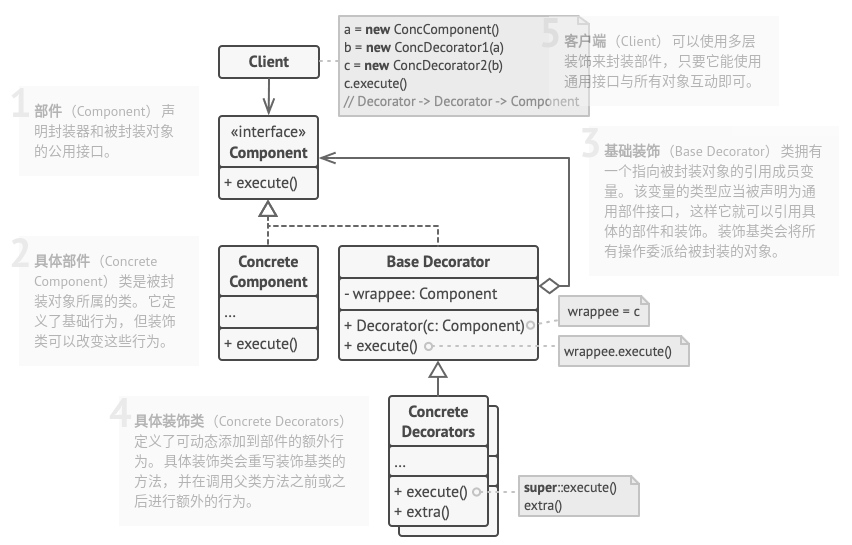 Client
a = new ConcComponent()
b = new ConcDecorator1(a)
c = new ConcDecorator2(b)
c.execute()
// Decorator -> Decorator -> Component
5
客户端（Client） 可以使用多层
装饰来封装部件， 只要它能使用
通用接口与所有对象互动即可。
1
部件（Component） 声
明封装器和被封装对象
的公用接口。
«interface»
Component
+ execute()
3
基础装饰（Base Decorator） 类拥有
一个指向被封装对象的引用成员变
量。 该变量的类型应当被声明为通
用部件接口， 这样它就可以引用具
体的部件和装饰。 装饰基类会将所
有操作委派给被封装的对象。
2
具体部件（Concrete
Component） 类是被封
装对象所属的类。 它定
义了基础行为， 但装饰
类可以改变这些行为。
Concrete
Component
...
+ execute()
Base Decorator
- wrappee: Component
+ Decorator(c: Component)
+ execute()
wrappee = c
wrappee.execute()
4
具体装饰类（Concrete Decorators）
定义了可动态添加到部件的额外行
为。 具体装饰类会重写装饰基类的
方法， 并在调用父类方法之前或之
后进行额外的行为。
Concrete
Decorators
...
+ execute()
+ extra()
super::execute()
extra()